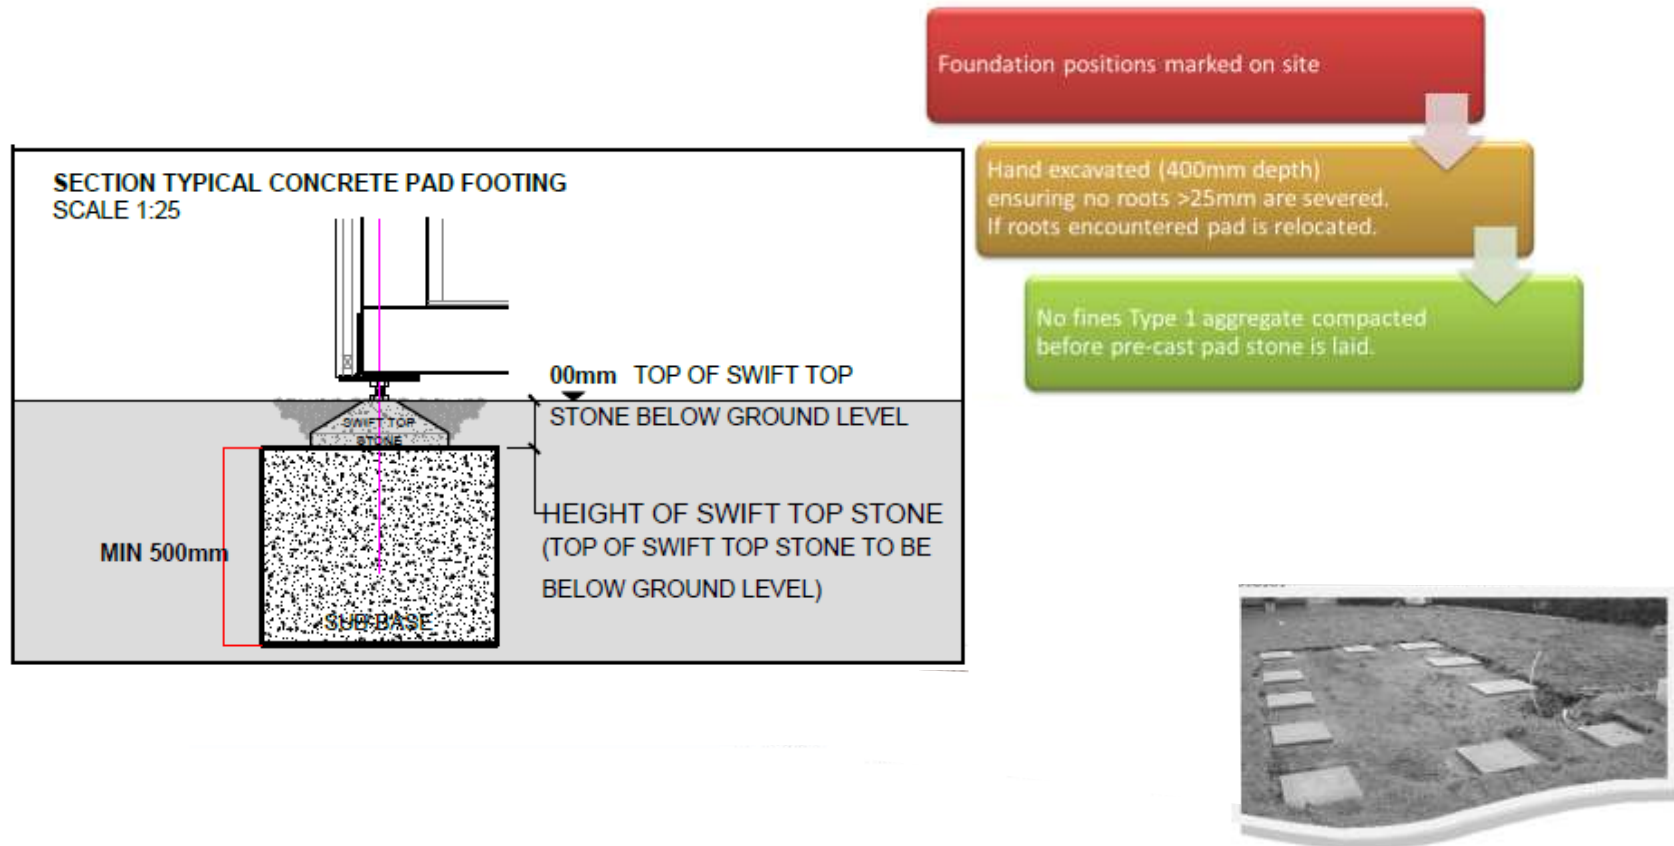 Foundation positions marked on site
Hand excavated (400mm depth)
ensuring no roots >25mm are severed.
If roots encountered pad is relocated.
No fines Type 1 aggregate compacted
before pre-cast pad stone is laid.
SECTION TYPICAL CONCRETE PAD FOOTING
SCALE 1:25
00mm TOP OF SWIFT TOP
STONE BELOW GROUND LEVEL
SWIFT TOP
STONE
HEIGHT OF SWIFT TOP STONE
(TOP OF SWIFT TOP STONE TO BE
BELOW GROUND LEVEL)
MIN 500mm
SUB-BASE